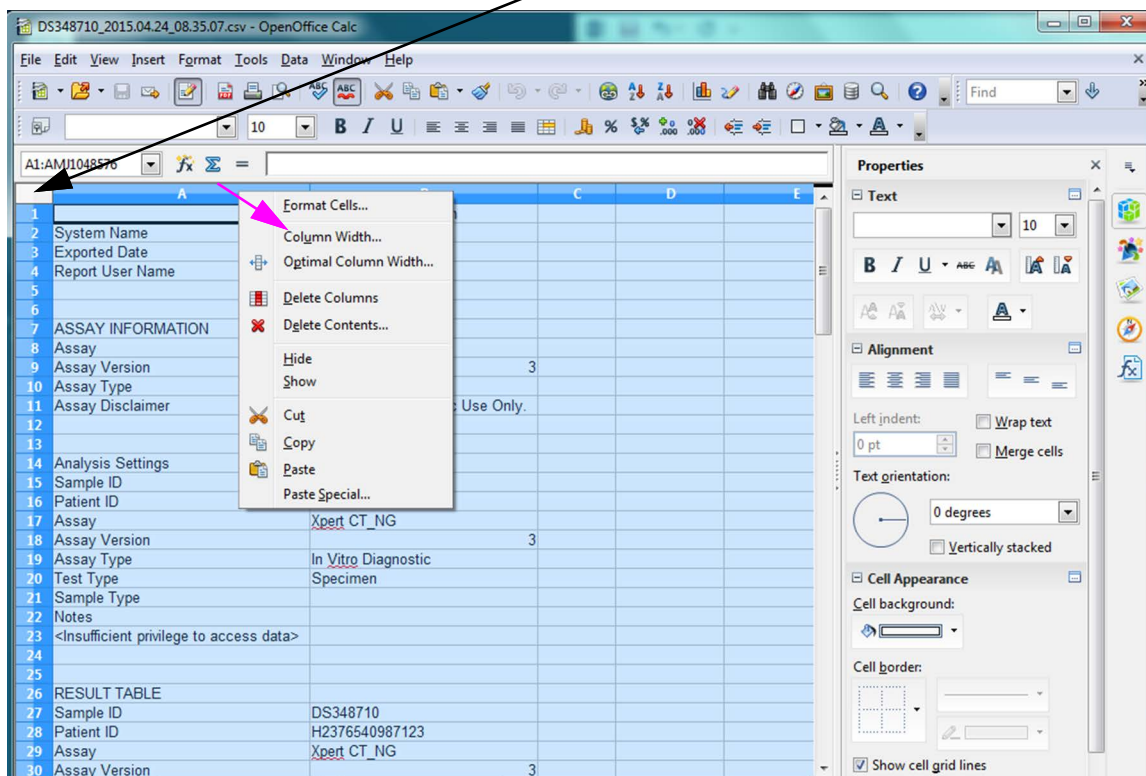 DS348710_2015.04.24_08.35.07.csv - OpenOffice Calc
File Edit View Insert Format Tools Data Window Help
Find
10 B I U
A1:AMJ1048576 fx Σ =
A B C D E
1
2 System Name
3 Exported Date
4 Report User Name
5
6
7 ASSAY INFORMATION
8 Assay
9 Assay Version 3
10 Assay Type
11 Assay Disclaimer Use Only.
12
13
14 Analysis Settings
15 Sample ID
16 Patient ID
17 Assay Xpert CT_NG
18 Assay Version 3
19 Assay Type In Vitro Diagnostic
20 Test Type Specimen
21 Sample Type
22 Notes
23 <Insufficient privilege to access data>
24
25
26 RESULT TABLE
27 Sample ID DS348710
28 Patient ID H2376540987123
29 Assay Xpert CT_NG
30 Assay Version 3
Format Cells...
Column Width...
Optimal Column Width...
Delete Columns
Delete Contents...
Hide
Show
Cut
Copy
Paste
Paste Special...
Properties
Text
10
B I U ABC
Alignment
Left indent: Wrap text
0 pt Merge cells
Text orientation:
0 degrees
Vertically stacked
Cell Appearance
Cell background:
Cell border:
Show cell grid lines